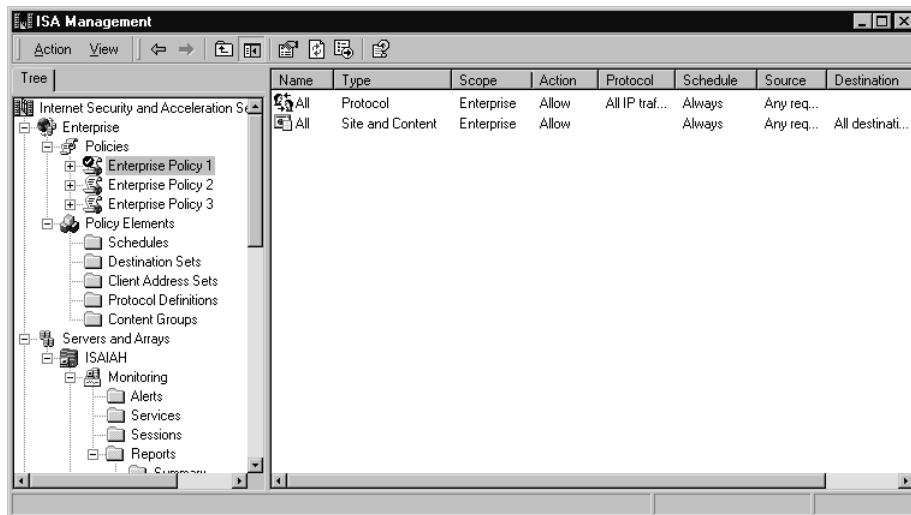 ISA Management
Action View
Tree
Internet Security and Acceleration Se
Enterprise
Policies
Enterprise Policy 1
Enterprise Policy 2
Enterprise Policy 3
Policy Elements
Schedules
Destination Sets
Client Address Sets
Protocol Definitions
Content Groups
Servers and Arrays
ISAIAH
Monitoring
Alerts
Services
Sessions
Reports
Summary
Name Type Scope Action Protocol Schedule Source Destination
All Protocol Enterprise Allow All IP traf... Always Any req...
All Site and Content Enterprise Allow Always Any req... All destinati...